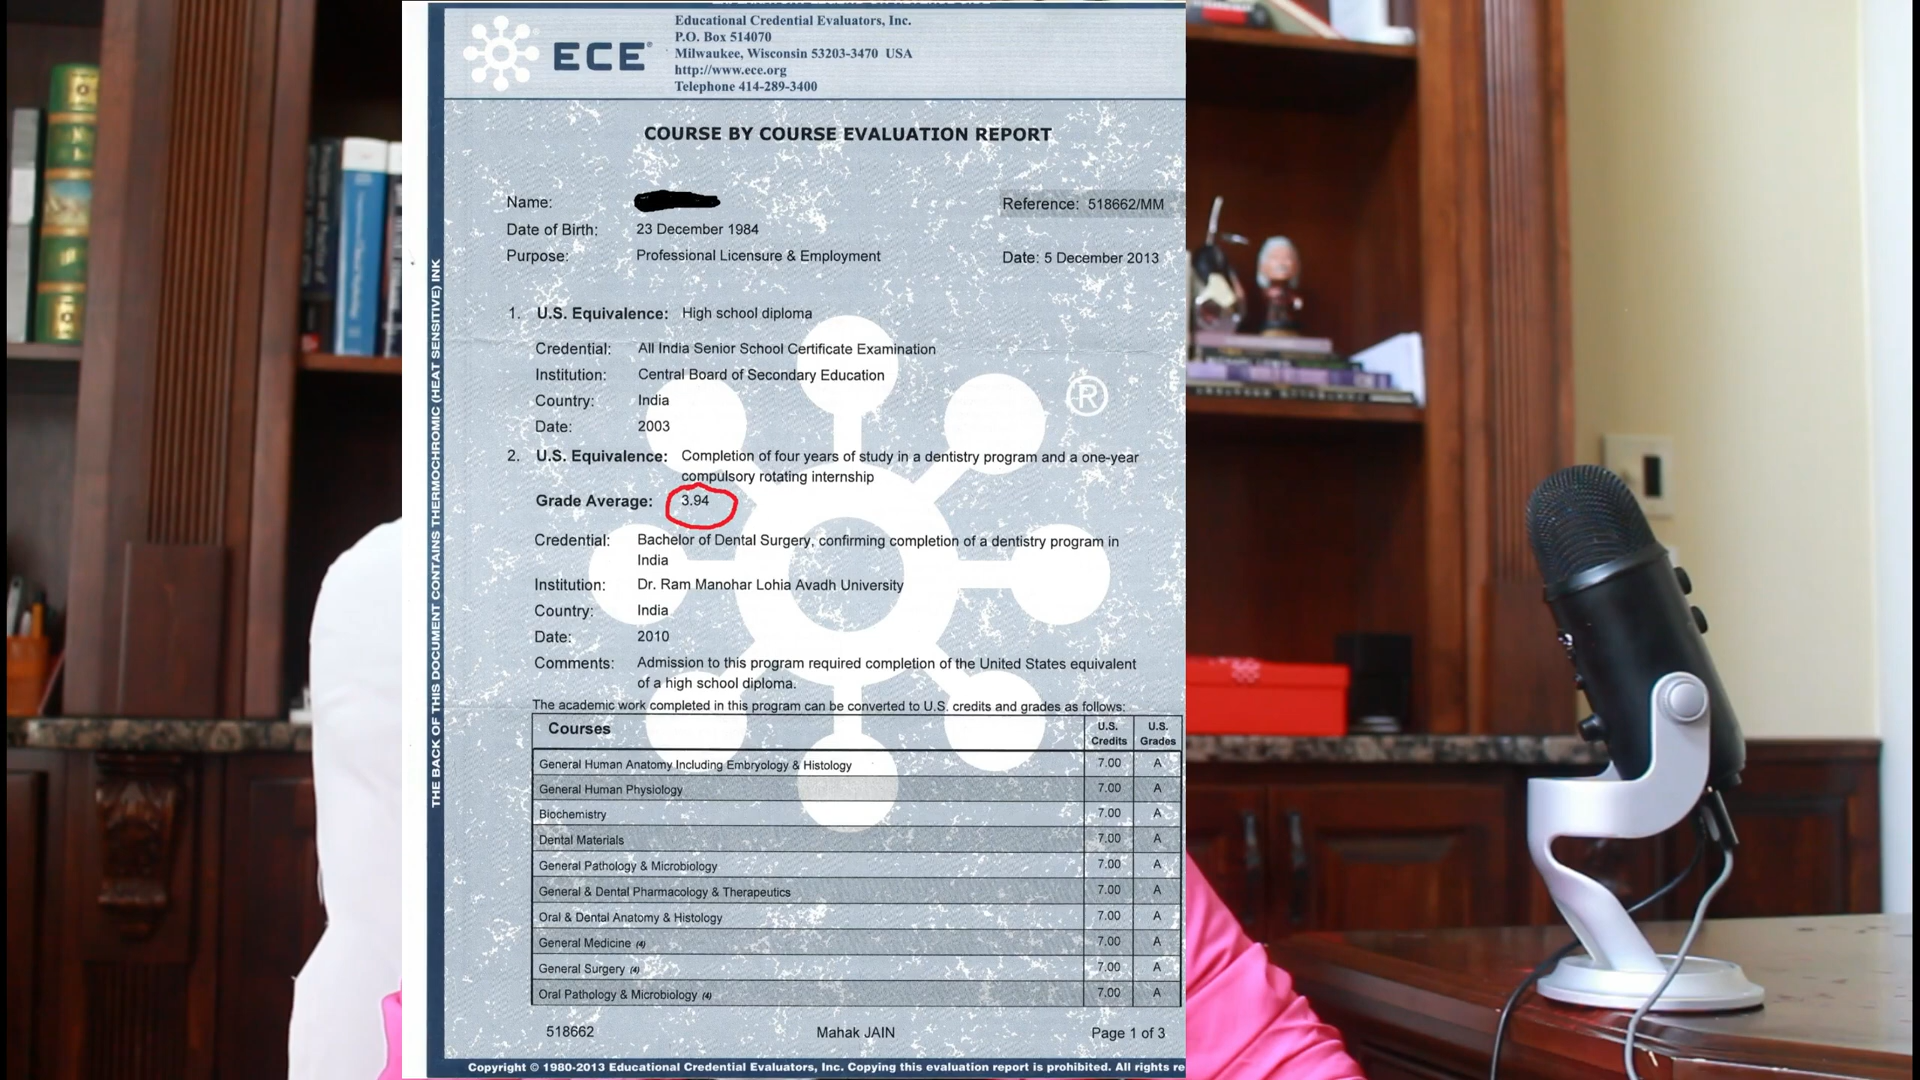 Educational Credential Evaluators, Inc.
P.O. Box 514070
ECE® Milwaukee, Wisconsin 53203-3470 USA
http://www.ece.org
Telephone 414-289-3400
COURSE BY COURSE EVALUATION REPORT
Name:
Reference: 518662/MM
Date of Birth: 23 December 1984
Purpose: Professional Licensure & Employment Date: 5 December 2013
1. U.S. Equivalence: High school diploma
Credential: All India Senior School Certificate Examination
Institution: Central Board of Secondary Education
Country: India
Date: 2003
®
2. U.S. Equivalence: Completion of four years of study in a dentistry program and a one-year
compulsory rotating internship
Grade Average: 3.94
Credential: Bachelor of Dental Surgery, confirming completion of a dentistry program in
India
Institution: Dr. Ram Manohar Lohia Avadh University
Country: India
Date: 2010
Comments: Admission to this program required completion of the United States equivalent
of a high school diploma.
The academic work completed in this program can be converted to U.S. credits and grades as follows:
Courses U.S. Credits U.S. Grades
General Human Anatomy Including Embryology & Histology 7.00 A
General Human Physiology 7.00 A
Biochemistry 7.00 A
Dental Materials 7.00 A
General Pathology & Microbiology 7.00 A
General & Dental Pharmacology & Therapeutics 7.00 A
Oral & Dental Anatomy & Histology 7.00 A
General Medicine (4) 7.00 A
General Surgery (4) 7.00 A
Oral Pathology & Microbiology (4) 7.00 A
518662 Mahak JAIN Page 1 of 3
Copyright © 1980-2013 Educational Credential Evaluators, Inc. Copying this evaluation report is prohibited. All rights re
THE BACK OF THIS DOCUMENT CONTAINS THERMOCHROMIC (HEAT SENSITIVE) INK